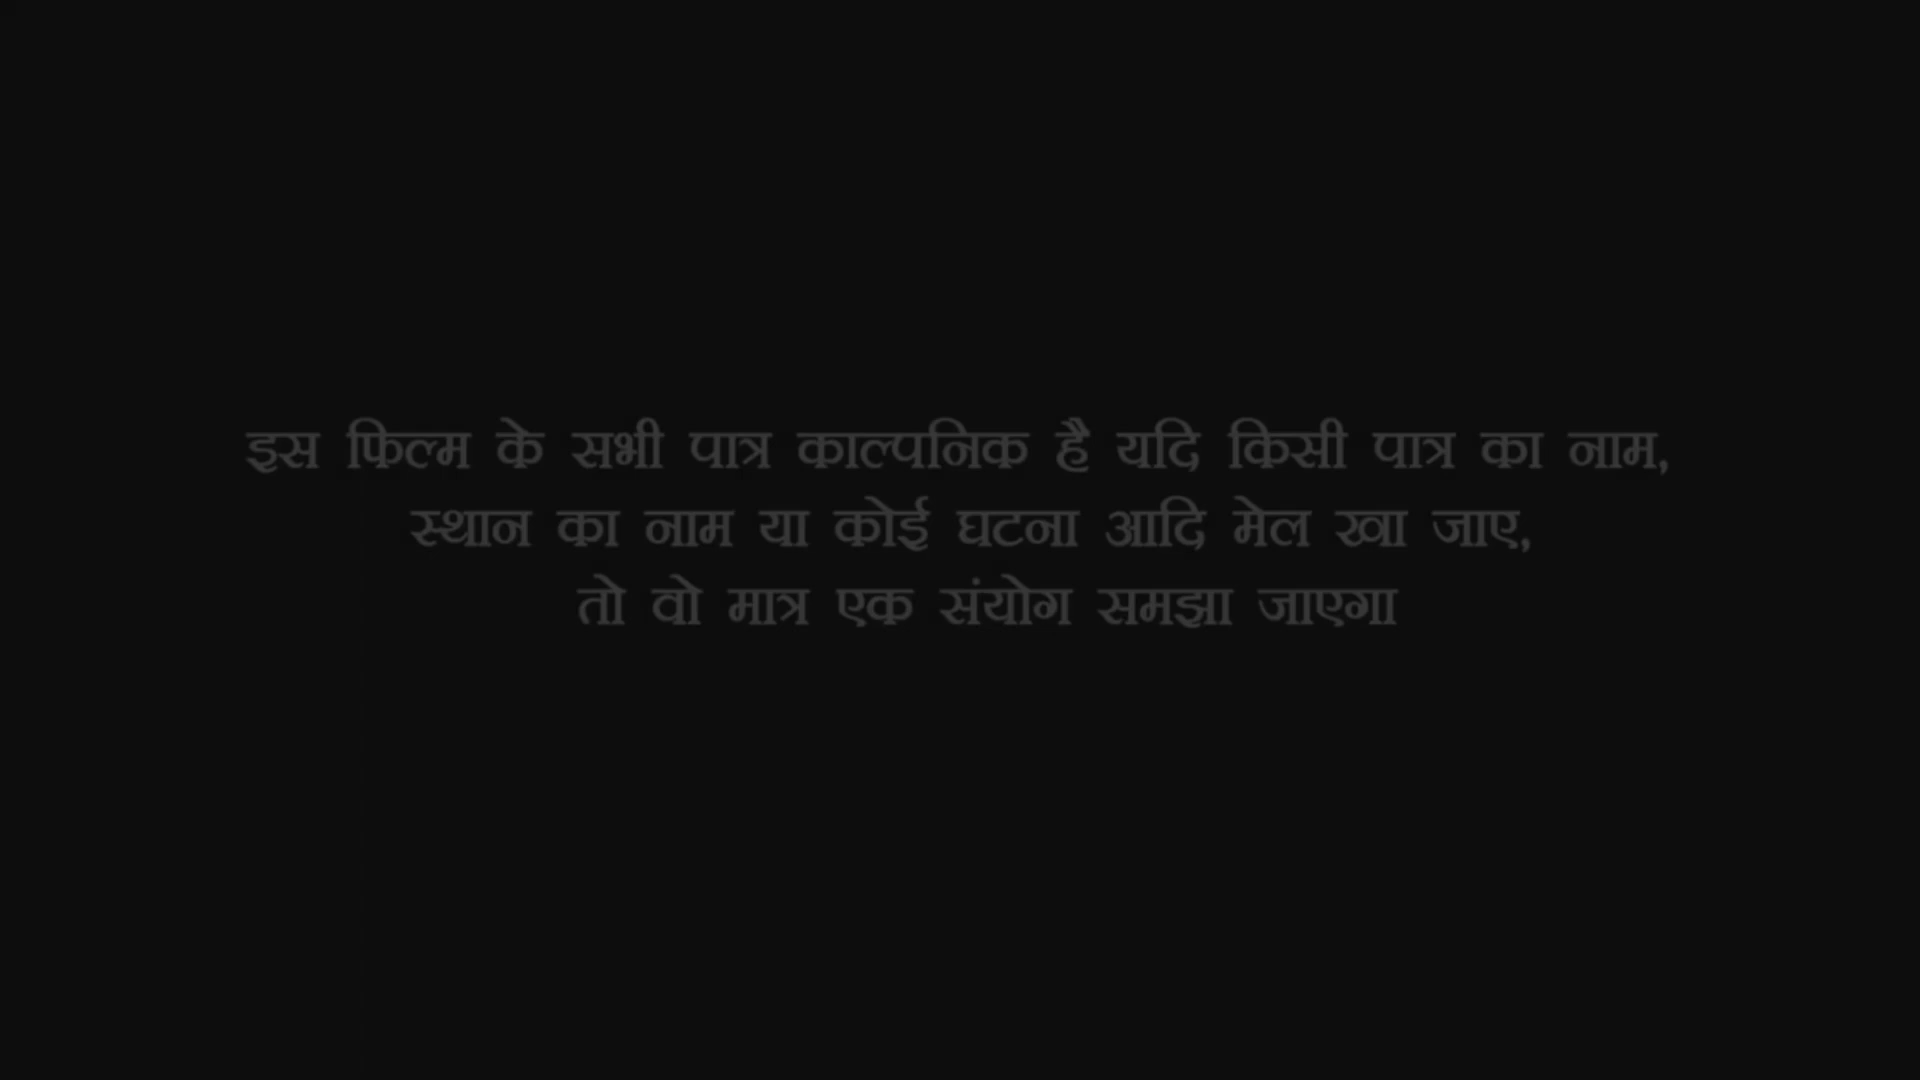 इस फिल्म के सभी पात्र काल्पनिक है यदि किसी पात्र का नाम,
स्थान का नाम या कोई घटना आदि मेल खा जाए,
तो वो मात्र एक संयोग समझा जाएगा